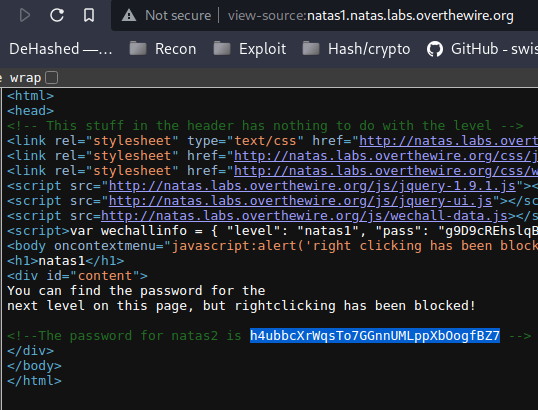 Not secure | view-source:natas1.natas.labs.overthewire.org
DeHashed —… Recon Exploit Hash/crypto GitHub - swis
e wrap
<html>
<head>
<!-- This stuff in the header has nothing to do with the level -->
<link rel="stylesheet" type="text/css" href="http://natas.labs.overt
<link rel="stylesheet" href="http://natas.labs.overthewire.org/css/j
<link rel="stylesheet" href="http://natas.labs.overthewire.org/css/w
<script src="http://natas.labs.overthewire.org/js/jquery-1.9.1.js"><
<script src="http://natas.labs.overthewire.org/js/jquery-ui.js"></sc
<script src=http://natas.labs.overthewire.org/js/wechall-data.js></s
<script>var wechallinfo = { "level": "natas1", "pass": "g9D9cREhslqB
<body oncontextmenu="javascript:alert('right clicking has been block
<h1>natas1</h1>
<div id="content">
You can find the password for the
next level on this page, but rightclicking has been blocked!
<!--The password for natas2 is h4ubbcXrWqsTo7GGnnUMLppXbOogfBZ7 -->
</div>
</body>
</html>